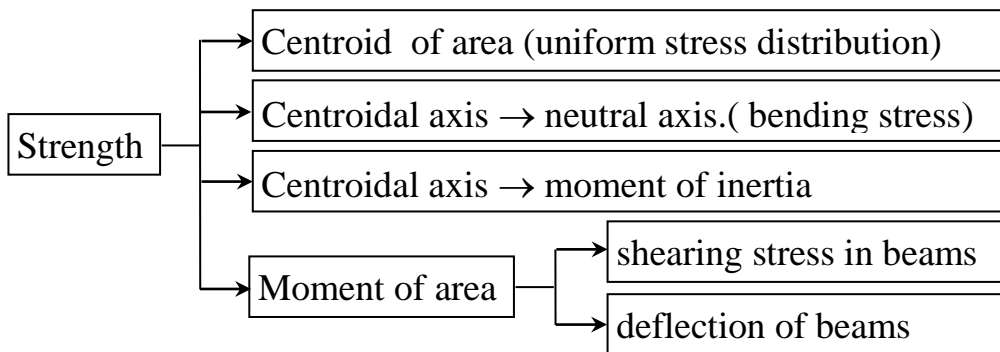 Centroid of area (uniform stress distribution)
Centroidal axis → neutral axis.( bending stress)
Strength
Centroidal axis → moment of inertia
shearing stress in beams
Moment of area
deflection of beams